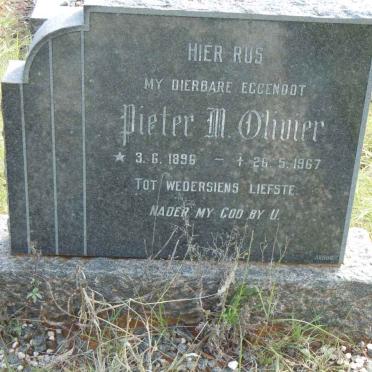 HIER RUS
MY DIERBARE EGGENOOT
Pieter M. Olivier
★ 3.6.1896 – + 26.5.1967
TOT WEDERSIENS LIEFSTE.
NADER MY GOD BY U.